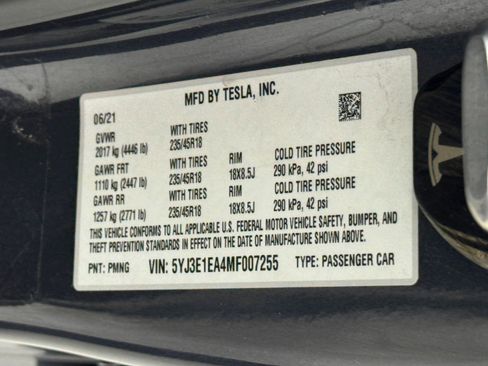 MFD BY TESLA, INC.
06/21
GVWR WITH TIRES
2017 kg (4446 lb) 235/45R18
GAWR FRT WITH TIRES RIM COLD TIRE PRESSURE
1110 kg (2447 lb) 235/45R18 18X8.5J 290 kPa, 42 psi
GAWR RR WITH TIRES RIM COLD TIRE PRESSURE
1257 kg (2771 lb) 235/45R18 18X8.5J 290 kPa, 42 psi
THIS VEHICLE CONFORMS TO ALL APPLICABLE U.S. FEDERAL MOTOR VEHICLE SAFETY, BUMPER, AND
THEFT PREVENTION STANDARDS IN EFFECT ON THE DATE OF MANUFACTURE SHOWN ABOVE.
PNT: PMNG VIN: 5YJ3E1EA4MF007255 TYPE: PASSENGER CAR